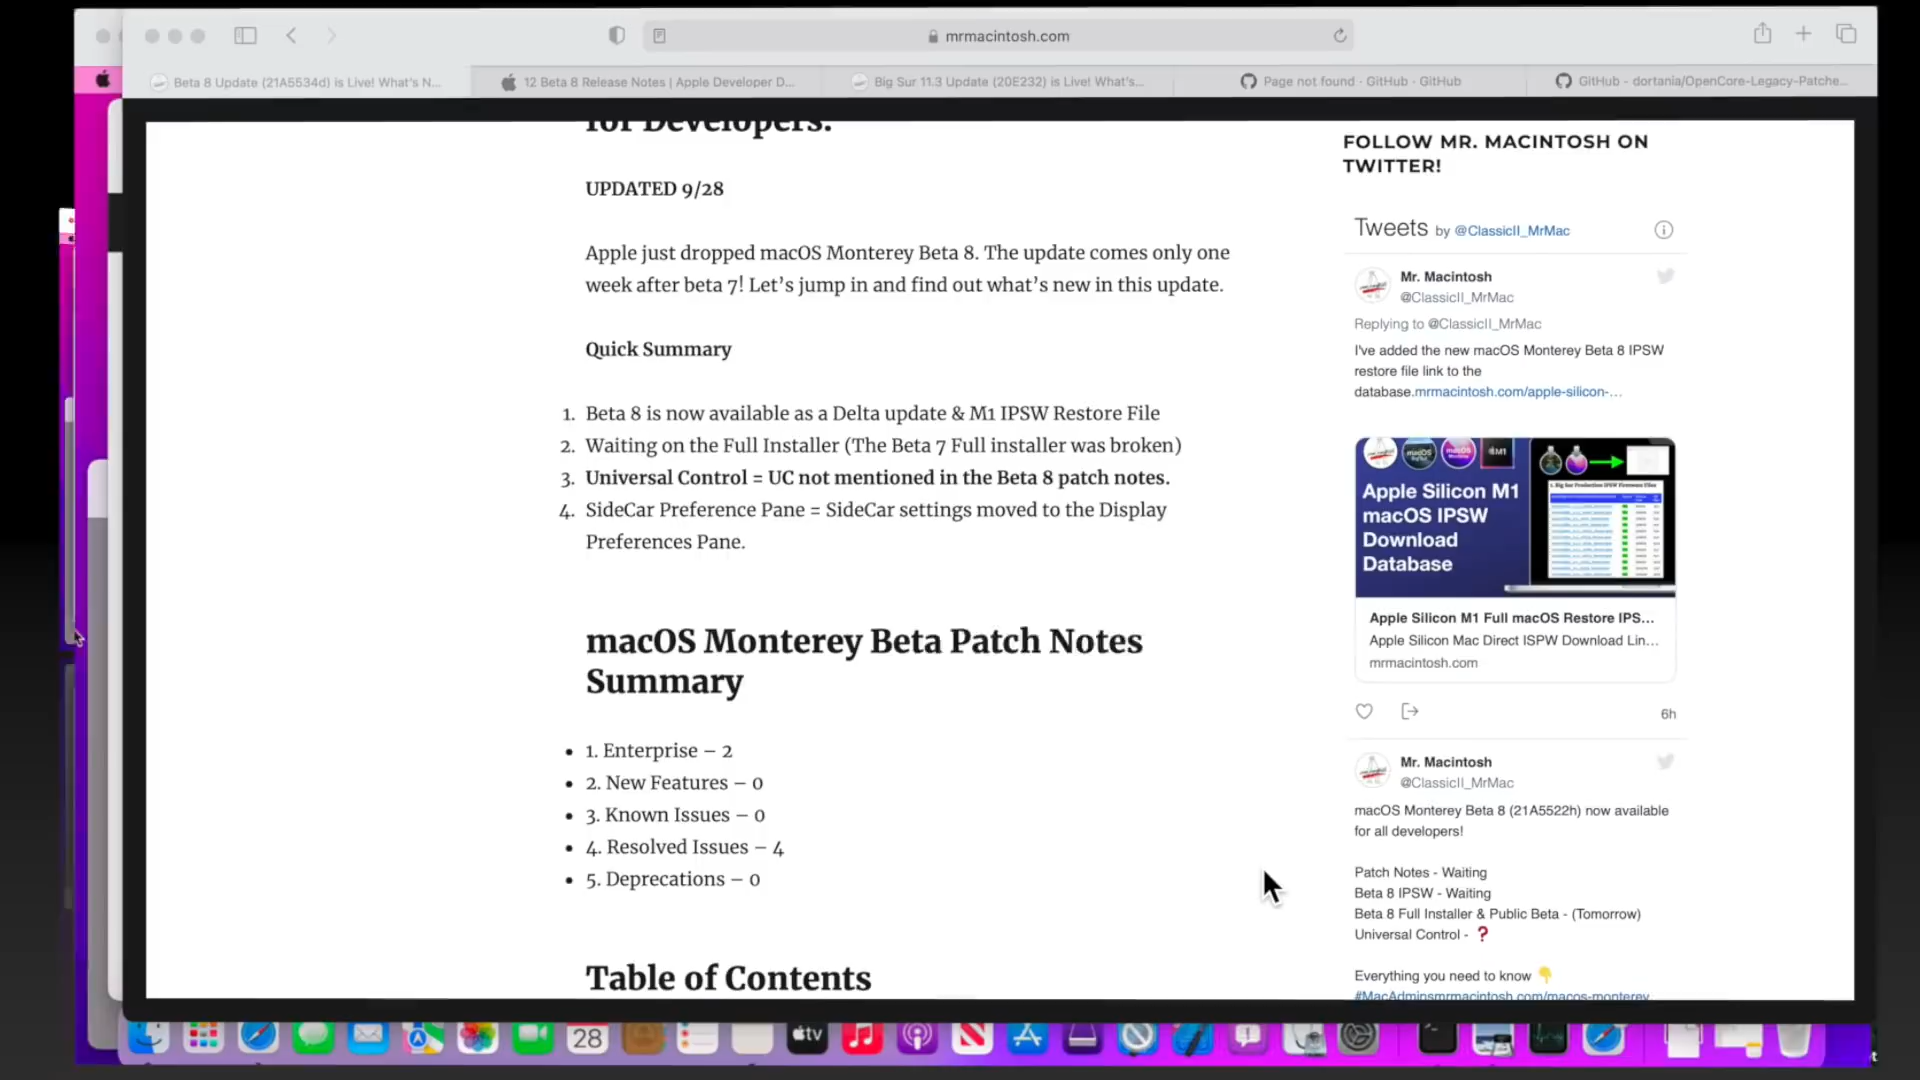 mrmacintosh.com
Beta 8 Update (21A5534d) is Live! What's N...
12 Beta 8 Release Notes | Apple Developer D...
Big Sur 11.3 Update (20E232) is Live! What's...
Page not found · GitHub · GitHub
GitHub - dortania/OpenCore-Legacy-Patche...
for Developers.
UPDATED 9/28
Apple just dropped macOS Monterey Beta 8. The update comes only one
week after beta 7! Let's jump in and find out what's new in this update.
Quick Summary
1. Beta 8 is now available as a Delta update & M1 IPSW Restore File
2. Waiting on the Full Installer (The Beta 7 Full installer was broken)
3. Universal Control = UC not mentioned in the Beta 8 patch notes.
4. SideCar Preference Pane = SideCar settings moved to the Display
Preferences Pane.
macOS Monterey Beta Patch Notes
Summary
• 1. Enterprise – 2
• 2. New Features – 0
• 3. Known Issues – 0
• 4. Resolved Issues – 4
• 5. Deprecations – 0
Table of Contents
FOLLOW MR. MACINTOSH ON
TWITTER!
Tweets by @ClassicII_MrMac
Mr. Macintosh
@ClassicII_MrMac
Replying to @ClassicII_MrMac
I've added the new macOS Monterey Beta 8 IPSW
restore file link to the
database.mrmacintosh.com/apple-silicon-...
M1
Apple Silicon M1
macOS IPSW
Download
Database
Apple Silicon M1 Full macOS Restore IPS...
Apple Silicon Mac Direct ISPW Download Lin...
mrmacintosh.com
6h
Mr. Macintosh
@ClassicII_MrMac
macOS Monterey Beta 8 (21A5522h) now available
for all developers!
Patch Notes - Waiting
Beta 8 IPSW - Waiting
Beta 8 Full Installer & Public Beta - (Tomorrow)
Universal Control - ❓
Everything you need to know 👇
#MacAdminsmrmacintosh.com/macos-monterey
28
tv